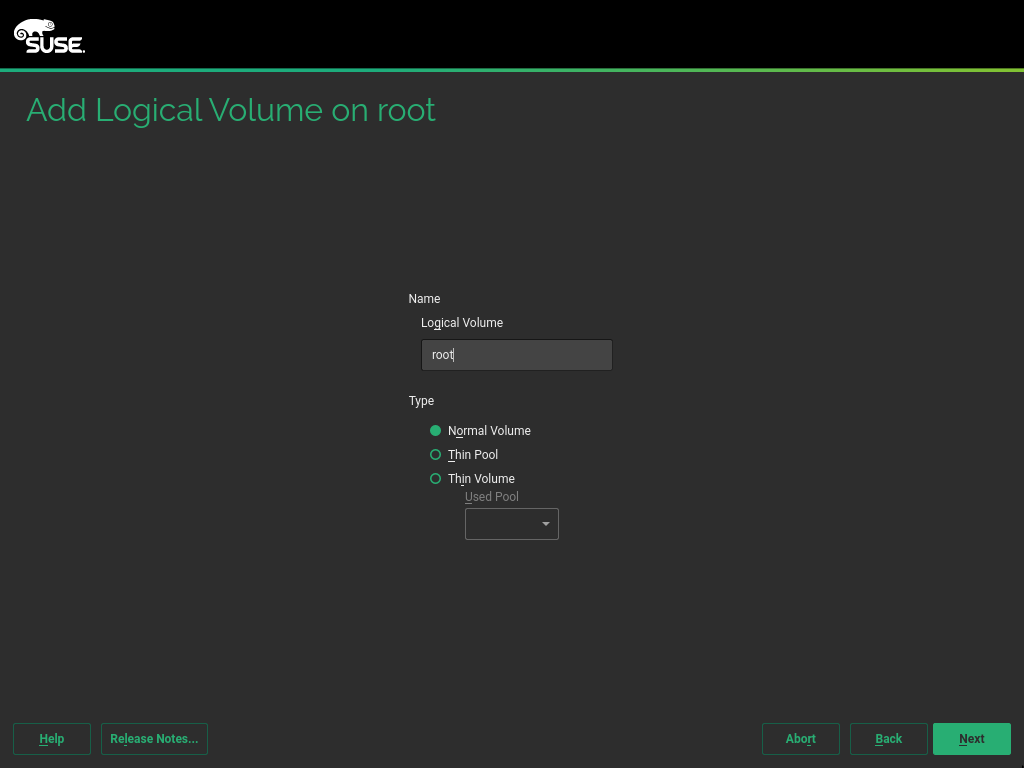 SUSE
Add Logical Volume on root
Name
Logical Volume
root
Type
Normal Volume
Thin Pool
Thin Volume
Used Pool
Help
Release Notes...
Abort
Back
Next